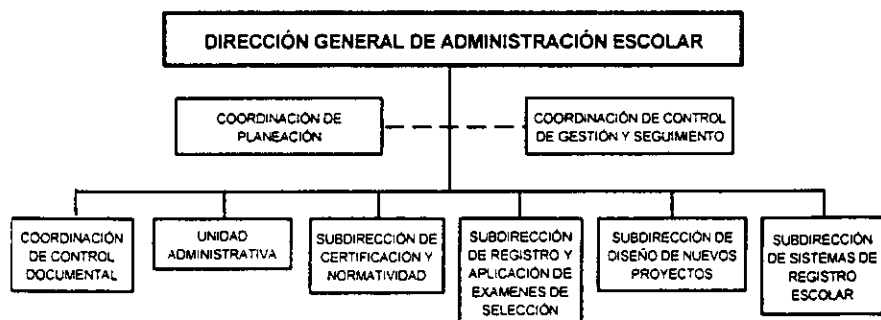 DIRECCIÓN GENERAL DE ADMINISTRACIÓN ESCOLAR
COORDINACIÓN DE
PLANEACIÓN
COORDINACIÓN DE CONTROL
DE GESTIÓN Y SEGUIMIENTO
COORDINACIÓN
DE CONTROL
DOCUMENTAL
UNIDAD
ADMINISTRATIVA
SUBDIRECCIÓN DE
CERTIFICACIÓN Y
NORMATIVIDAD
SUBDIRECCIÓN
DE REGISTRO Y
APLICACIÓN DE
EXAMENES DE
SELECCIÓN
SUBDIRECCIÓN DE
DISEÑO DE NUEVOS
PROYECTOS
SUBDIRECCIÓN
DE SISTEMAS DE
REGISTRO
ESCOLAR